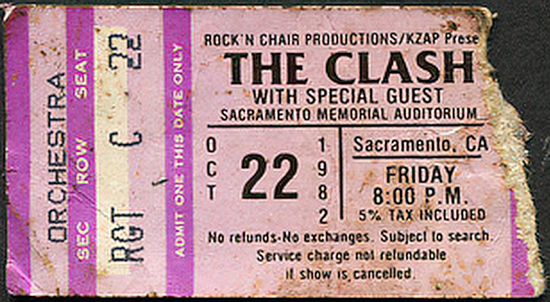 ORCHESTRA
SEC ROW SEAT
RGT C 22
ADMIT ONE THIS DATE ONLY
ROCK'N CHAIR PRODUCTIONS/KZAP Prese
THE CLASH
WITH SPECIAL GUEST
SACRAMENTO MEMORIAL AUDITORIUM
OCT 22 1982
Sacramento, CA
FRIDAY
8:00 P.M.
5% TAX INCLUDED
No refunds-No exchanges. Subject to search.
Service charge not refundable
if show is cancelled.